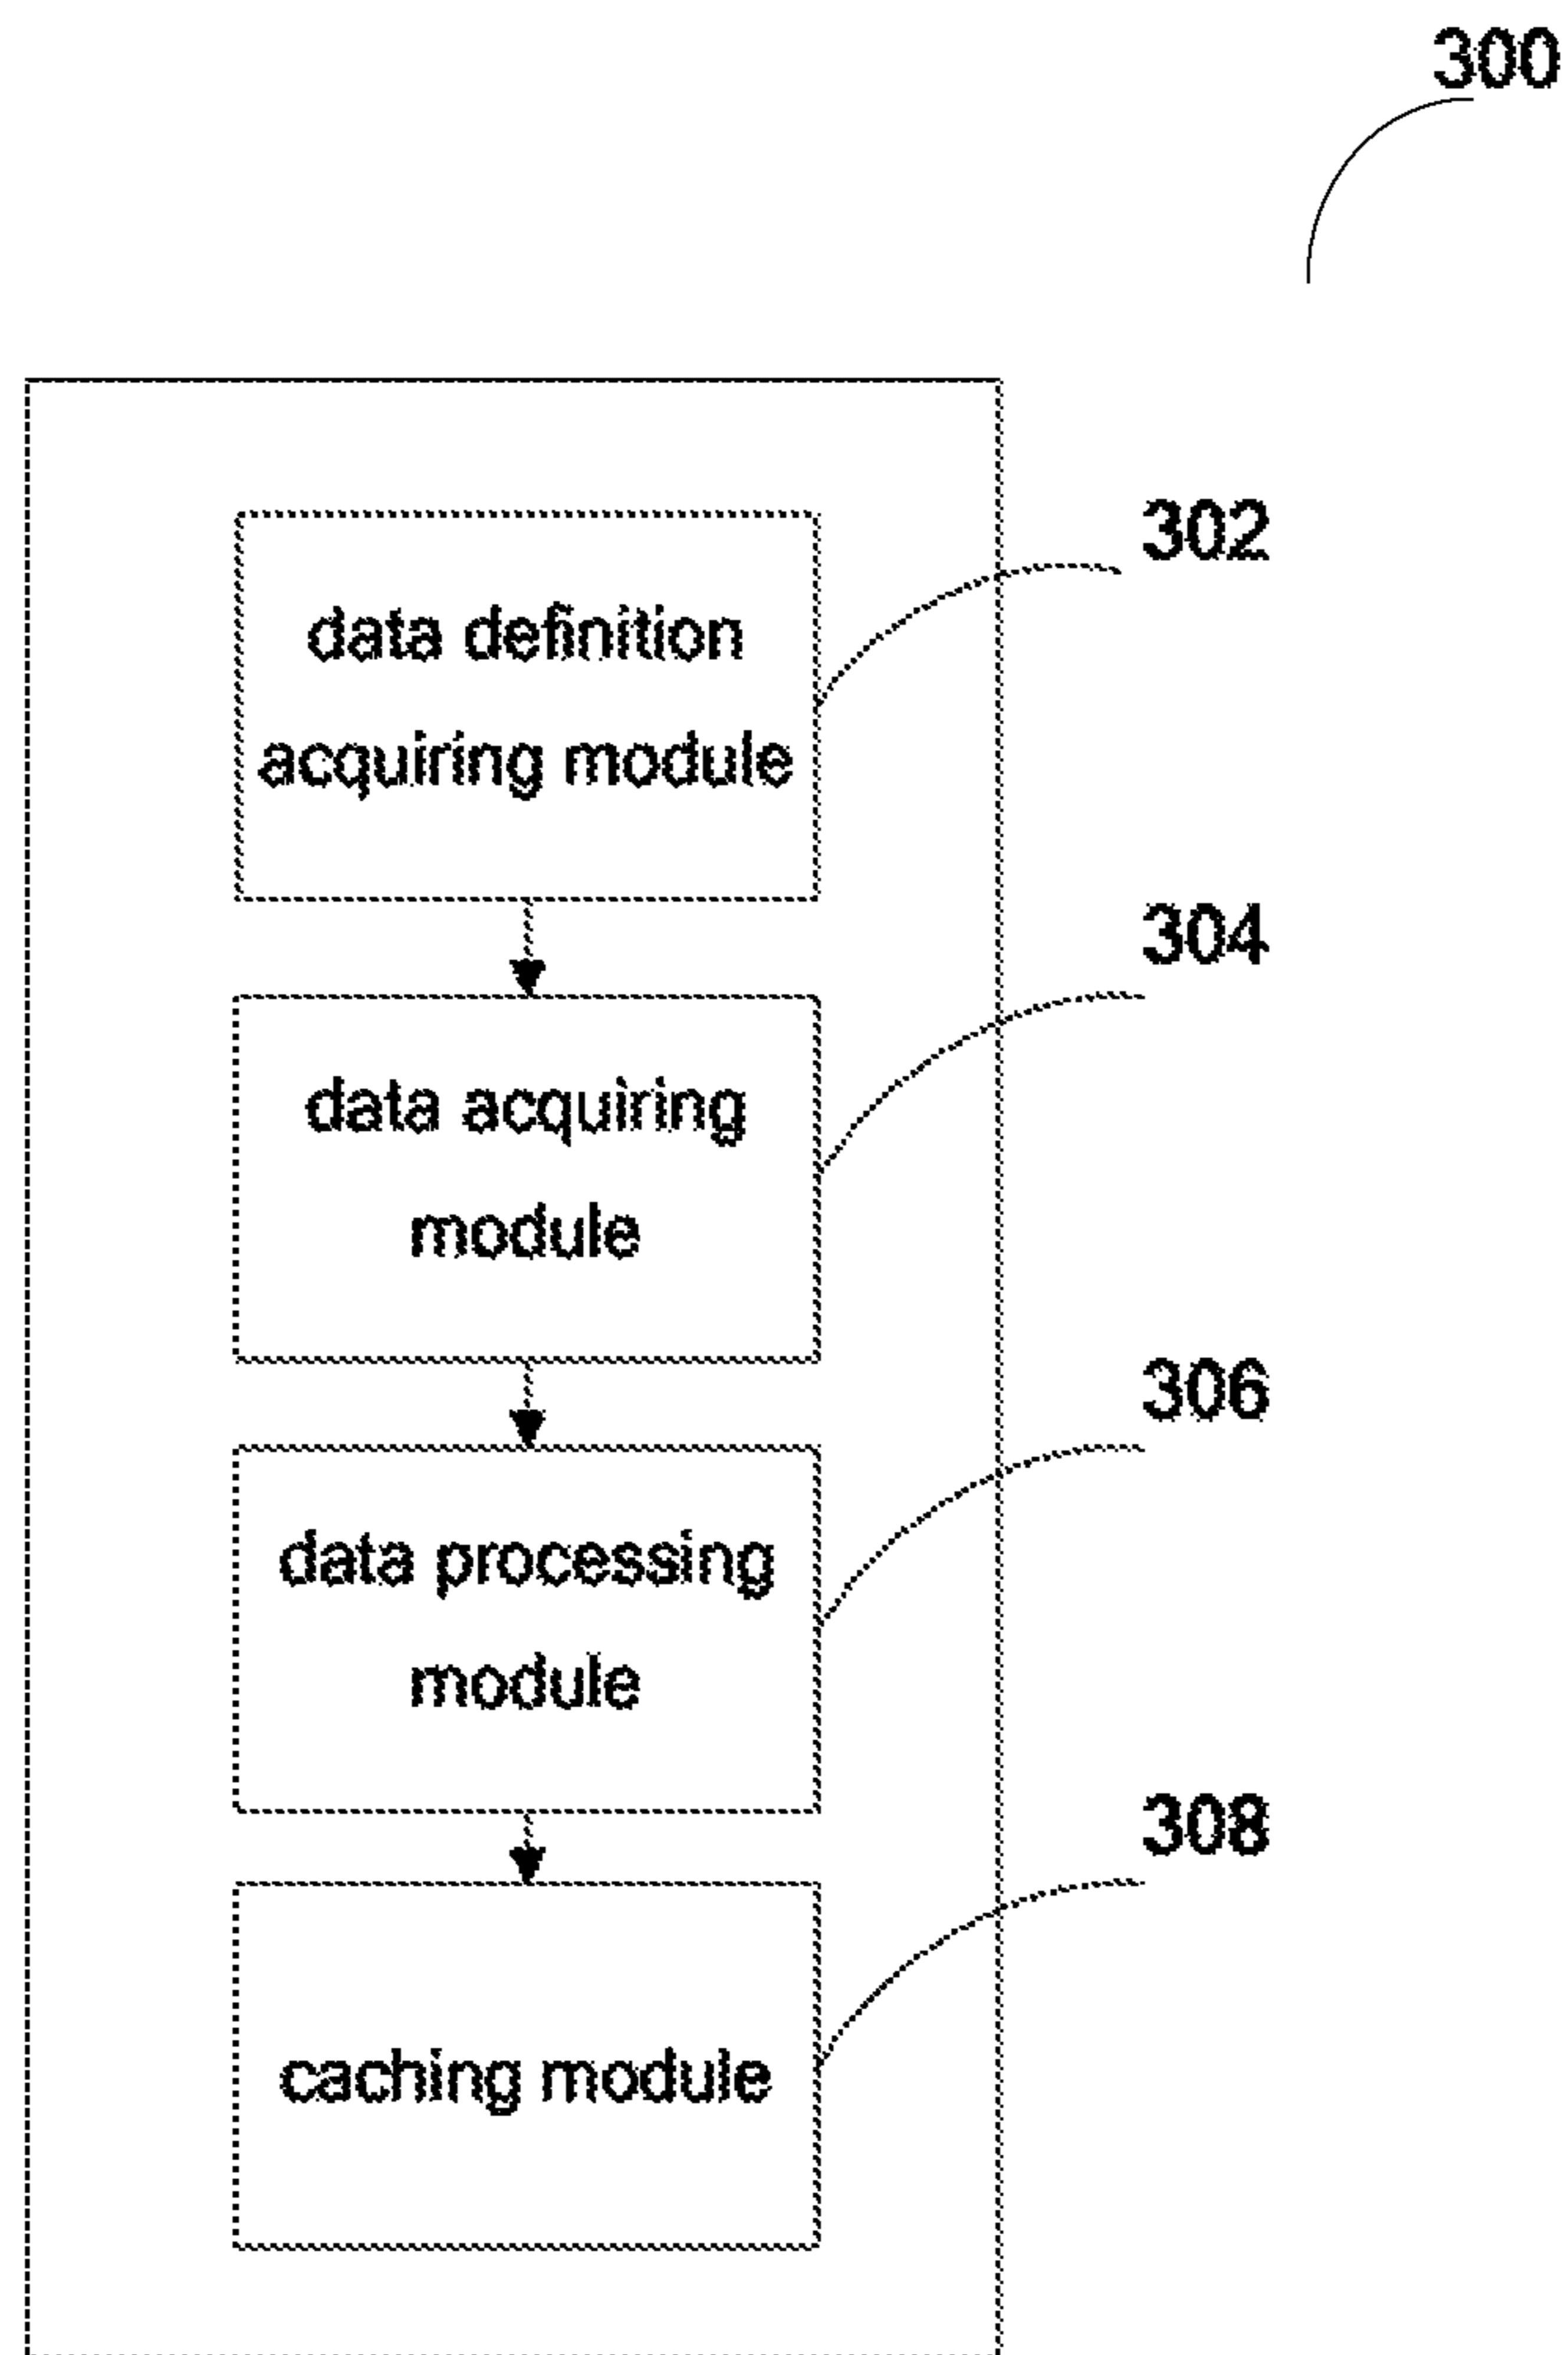 300
302
data definition
acquiring module
304
data acquiring
module
306
data processing
module
308
caching module